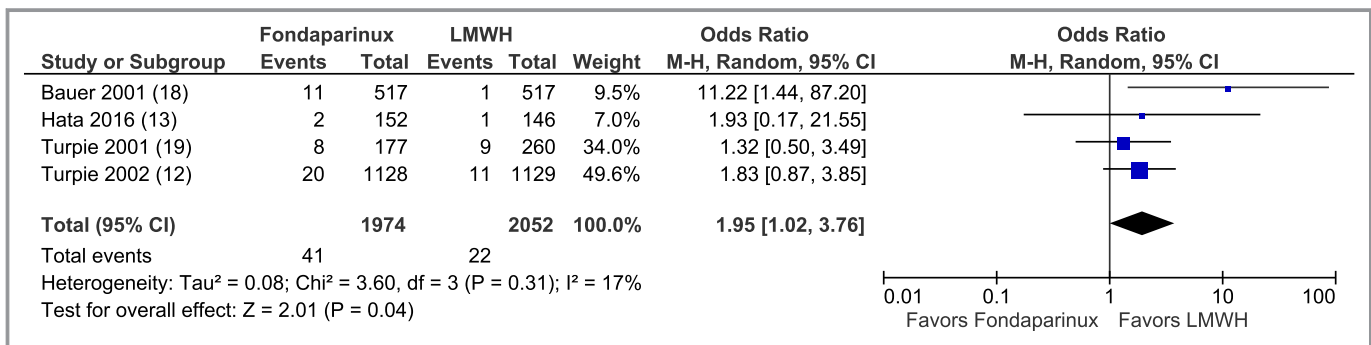 Fondaparinux LMWH Odds Ratio Odds Ratio
Study or Subgroup Events Total Events Total Weight M-H, Random, 95% CI M-H, Random, 95% CI
Bauer 2001 (18) 11 517 1 517 9.5% 11.22 [1.44, 87.20]
Hata 2016 (13) 2 152 1 146 7.0% 1.93 [0.17, 21.55]
Turpie 2001 (19) 8 177 9 260 34.0% 1.32 [0.50, 3.49]
Turpie 2002 (12) 20 1128 11 1129 49.6% 1.83 [0.87, 3.85]
Total (95% CI) 1974 2052 100.0% 1.95 [1.02, 3.76]
Total events 41 22
Heterogeneity: Tau² = 0.08; Chi² = 3.60, df = 3 (P = 0.31); I² = 17%
Test for overall effect: Z = 2.01 (P = 0.04)
0.01 0.1 1 10 100
Favors Fondaparinux Favors LMWH